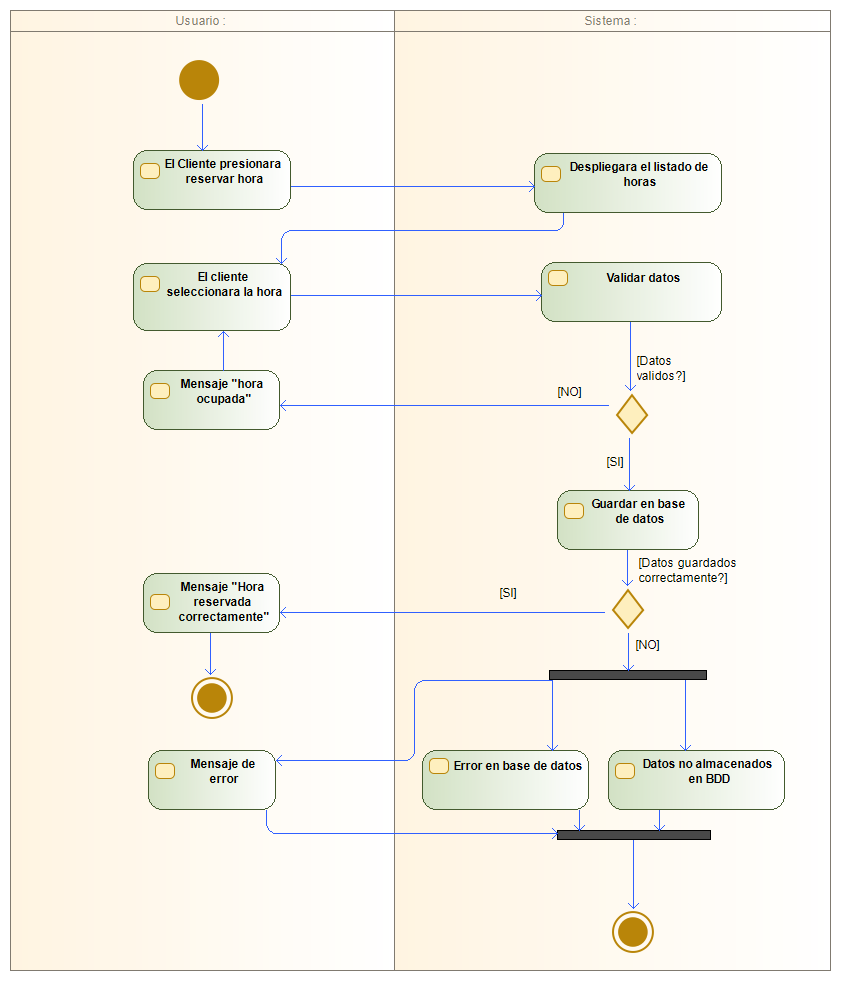 Usuario :
Sistema :
El Cliente presionara
reservar hora
Despliegara el listado de
horas
El cliente
seleccionara la hora
Validar datos
[Datos
validos?]
Mensaje "hora
ocupada"
[NO]
[SI]
Guardar en base
de datos
[Datos guardados
correctamente?]
Mensaje "Hora
reservada
correctamente"
[SI]
[NO]
Mensaje de
error
Error en base de datos
Datos no almacenados
en BDD